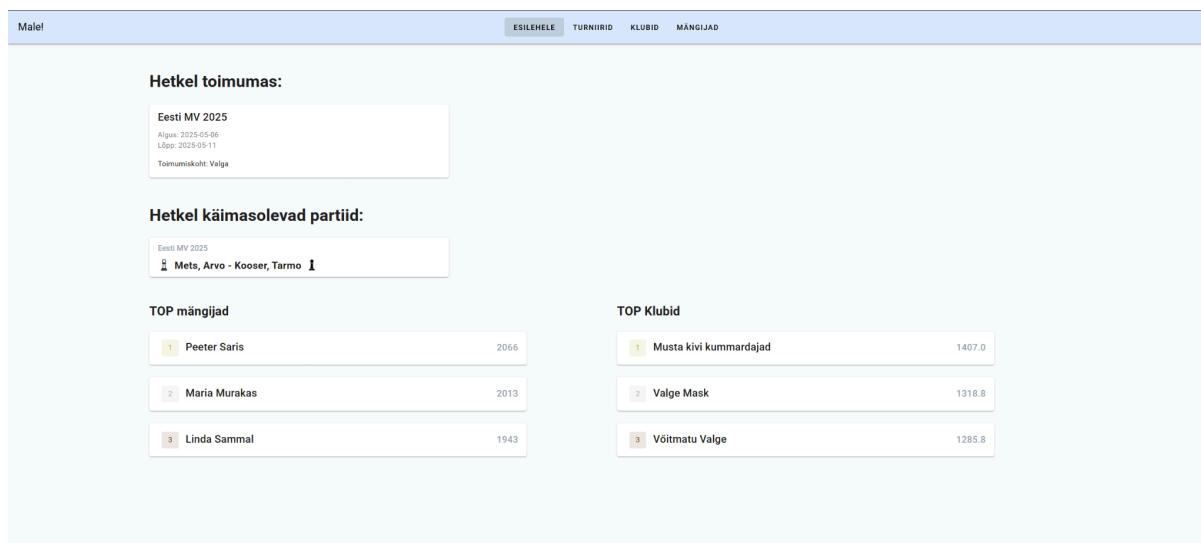 Male!
ESILEHELE TURNIIRID KLUBID MÄNGIJAD
Hetkel toimumas:
Eesti MV 2025
Algus: 2025-05-06
Lõpp: 2025-05-11
Toimumiskoht: Valga
Hetkel käimasolevad partiid:
Eesti MV 2025
Mets, Arvo - Kooser, Tarmo
TOP mängijad
1 Peeter Saris 2066
2 Maria Murakas 2013
3 Linda Sammal 1943
TOP Klubid
1 Musta kivi kummardajad 1407.0
2 Valge Mask 1318.8
3 Võitmatu Valge 1285.8